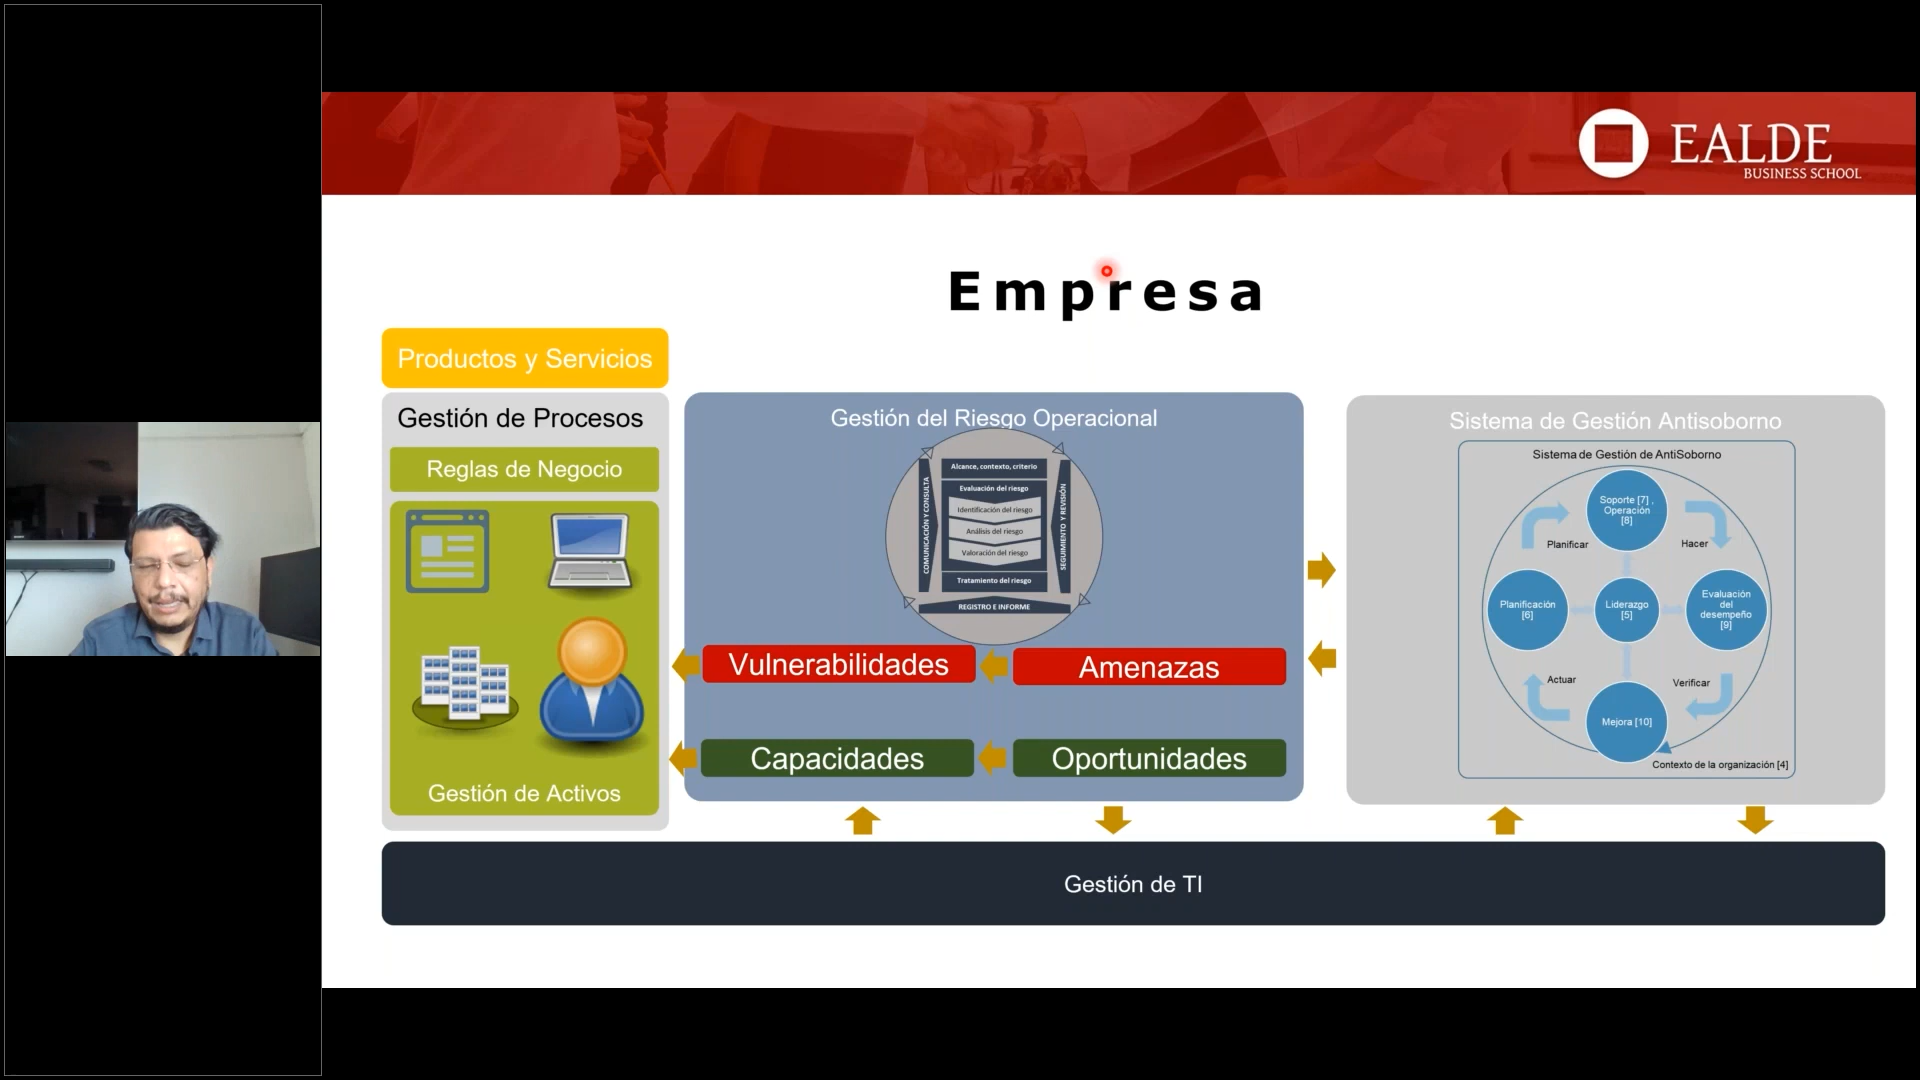 EALDE
BUSINESS SCHOOL
Empresa
Productos y Servicios
Gestión de Procesos
Reglas de Negocio
Gestión de Activos
Gestión del Riesgo Operacional
Alcance, contexto, criterio
Evaluación del riesgo
Identificación del riesgo
Análisis del riesgo
Valoración del riesgo
Tratamiento del riesgo
REGISTRO E INFORME
COMUNICACIÓN Y CONSULTA
SEGUIMIENTO Y REVISIÓN
Vulnerabilidades
Amenazas
Capacidades
Oportunidades
Sistema de Gestión Antisoborno
Sistema de Gestión de AntiSoborno
Soporte [7] ,
Operación
[8]
Planificar
Hacer
Planificación
[6]
Liderazgo
[5]
Evaluación
del
desempeño
[9]
Actuar
Verificar
Mejora [10]
Contexto de la organización [4]
Gestión de TI